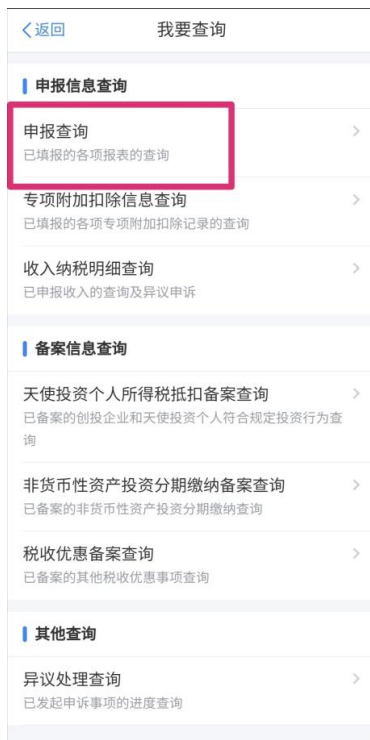 返回
我要查询
申报信息查询
申报查询
已填报的各项报表的查询
专项附加扣除信息查询
已填报的各项专项附加扣除记录的查询
收入纳税明细查询
已申报收入的查询及异议申诉
备案信息查询
天使投资个人所得税抵扣备案查询
已备案的创投企业和天使投资个人符合规定投资行为查
询
非货币性资产投资分期缴纳备案查询
已备案的非货币性资产投资分期缴纳查询
税收优惠备案查询
已备案的其他税收优惠事项查询
其他查询
异议处理查询
已发起申诉事项的进度查询